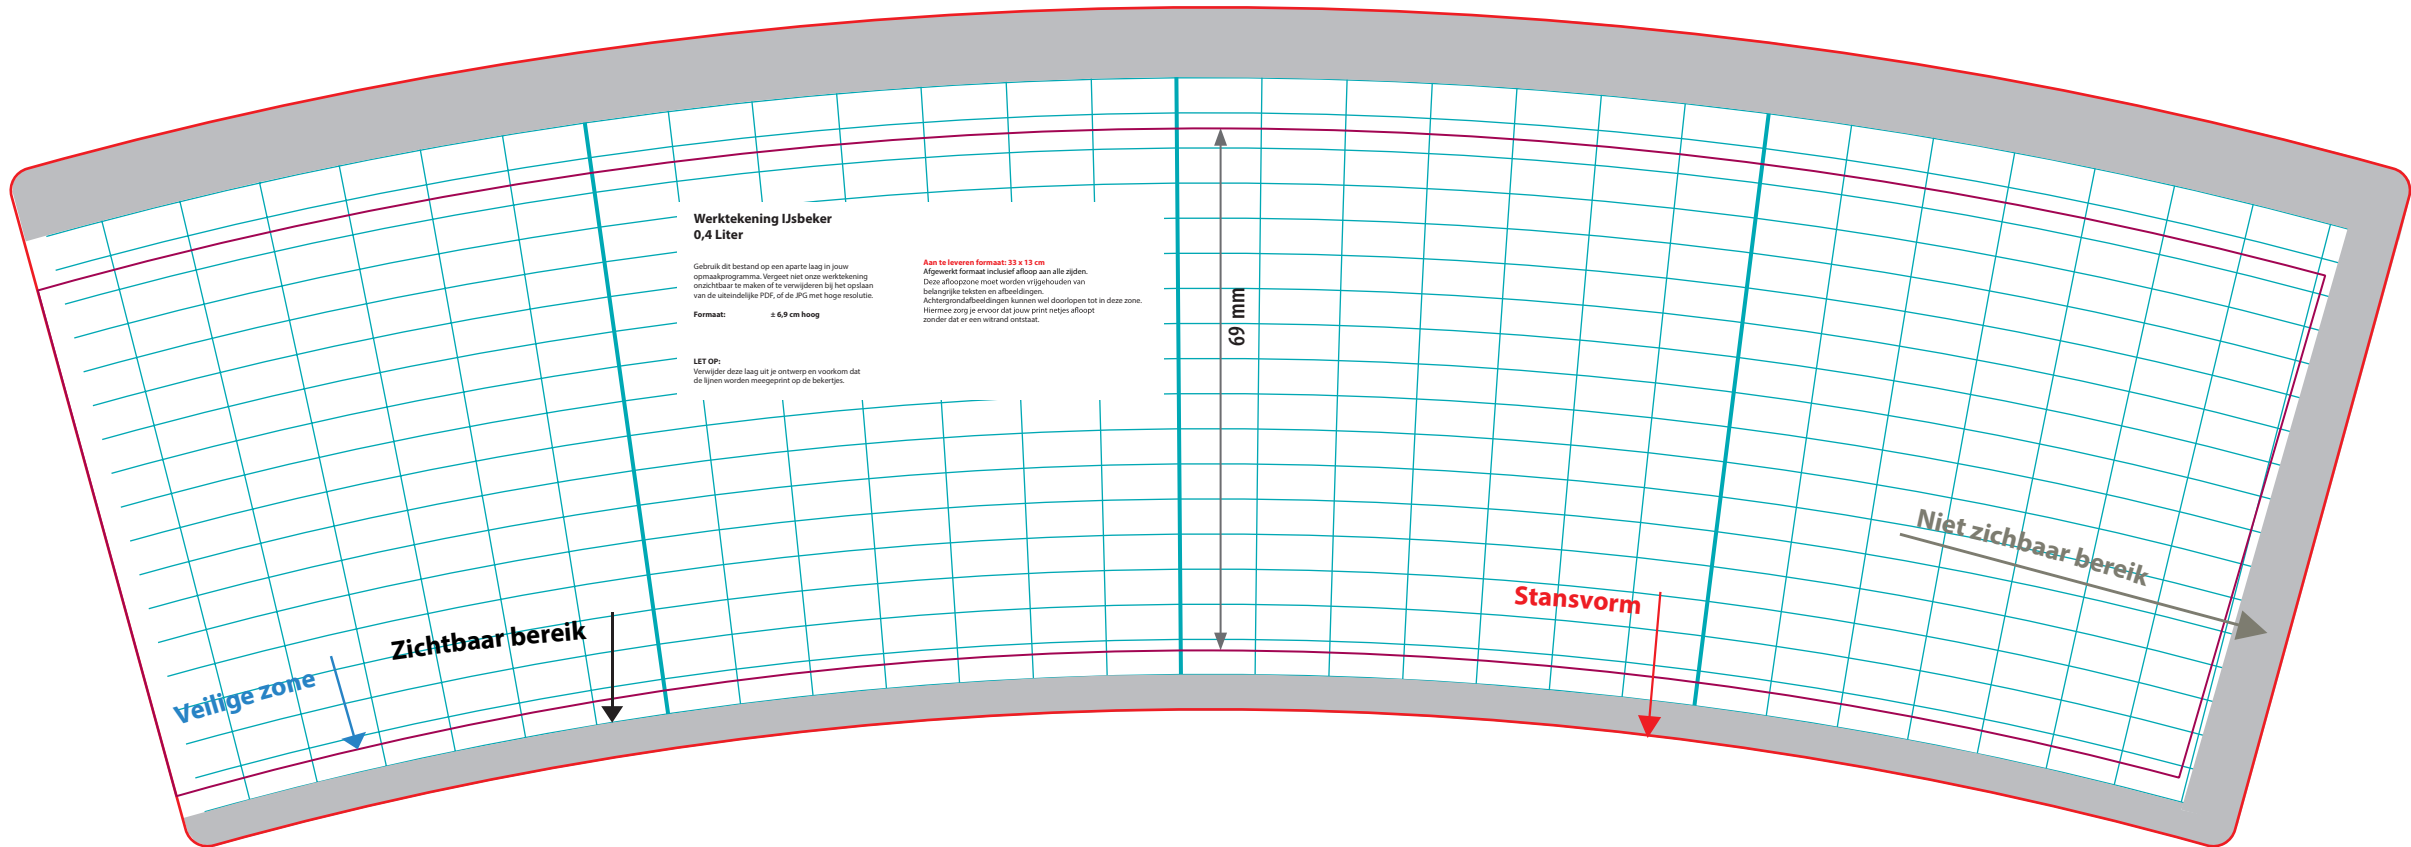 Werktekening IJsbeker
0,4 Liter
Gebruik dit bestand op een aparte laag in jouw
opmaakprogramma. Vergeet niet onze werktekening
onzichtbaar te maken of te verwijderen bij het opslaan
van de uiteindelijke PDF, of de JPG met hoge resolutie.
Formaat: ± 6,9 cm hoog
LET OP:
Verwijder deze laag uit je ontwerp en voorkom dat
de lijnen worden meegeprint op de bekertjes.
Aan te leveren formaat: 33 x 13 cm
Afgewerkt formaat inclusief afloop aan alle zijden.
Deze afloopzone moet worden vrijgehouden van
belangrijke teksten en afbeeldingen.
Achtergrondafbeeldingen kunnen wel doorlopen tot in deze zone.
Hiermee zorg je ervoor dat jouw print netjes afloopt
zonder dat er een witrand ontstaat.
69 mm
Niet zichbaar bereik
Stansvorm
Zichtbaar bereik
Veilige zone